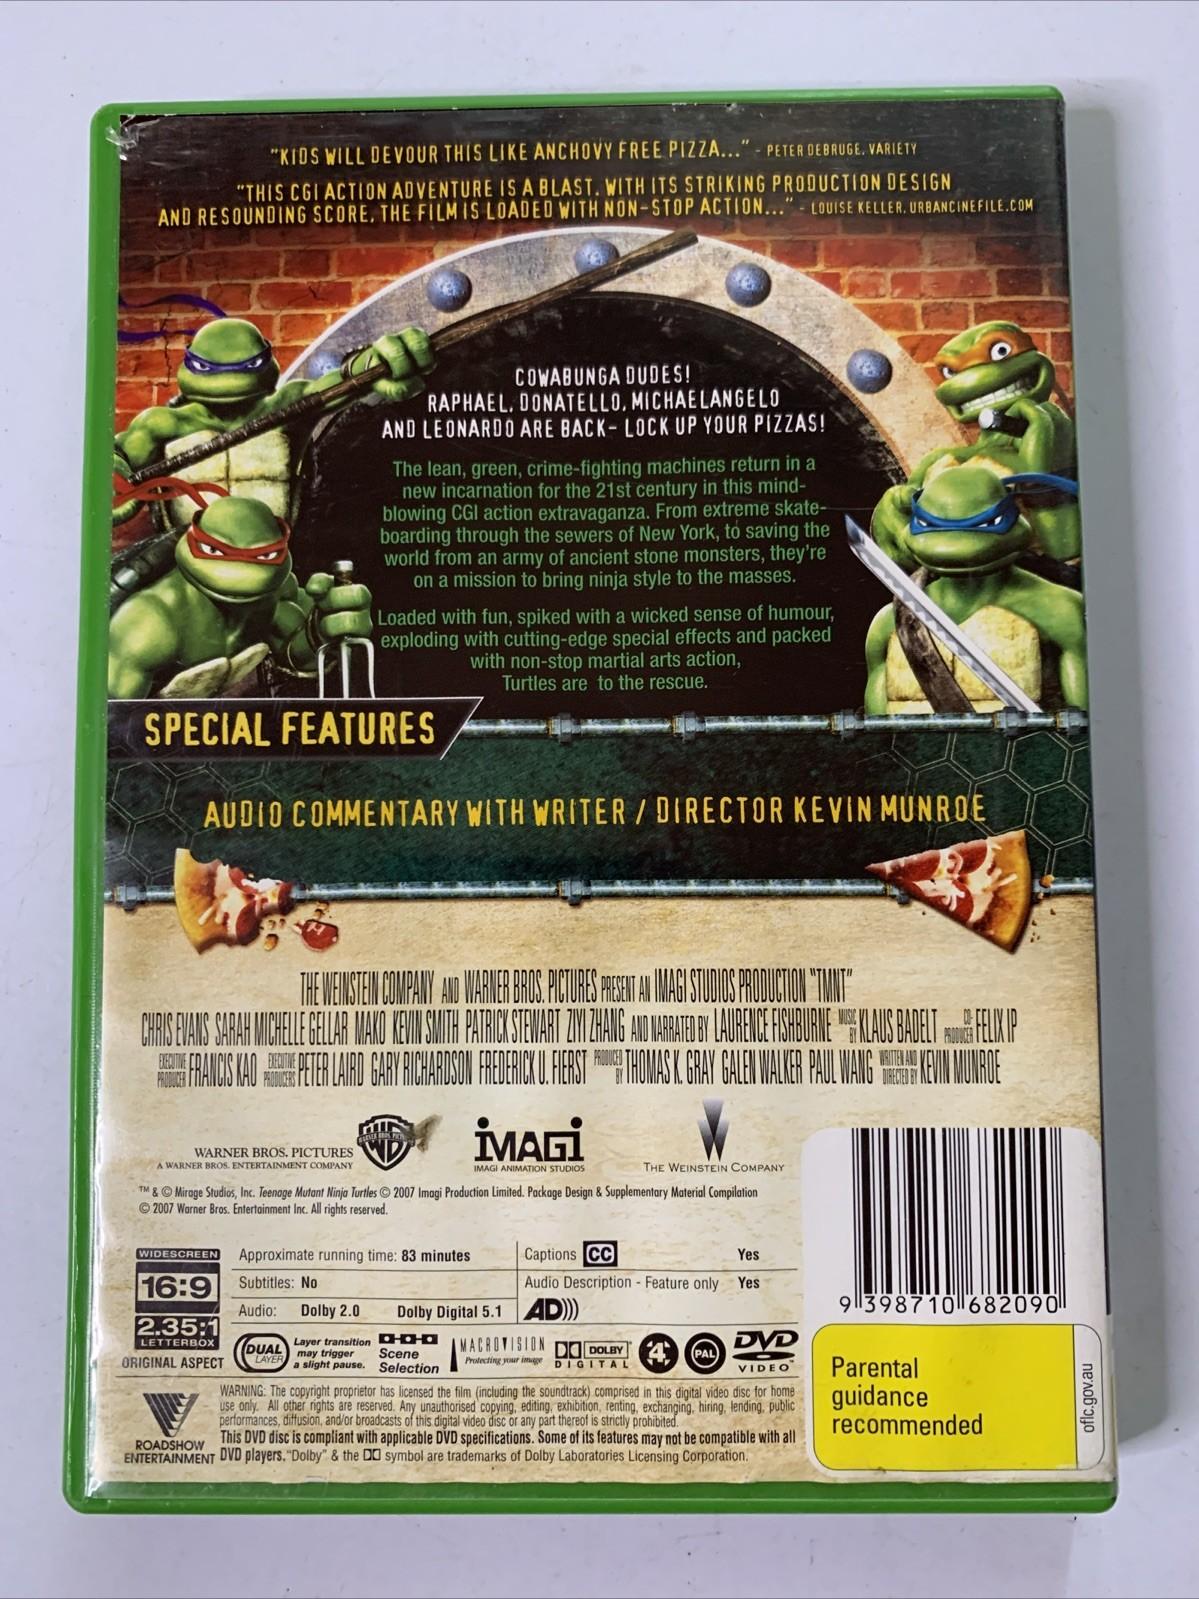 "KIDS WILL DEVOUR THIS LIKE ANCHOVY FREE PIZZA..." - PETER DEBRUGE, VARIETY
"THIS CGI ACTION ADVENTURE IS A BLAST. WITH ITS STRIKING PRODUCTION DESIGN
AND RESOUNDING SCORE, THE FILM IS LOADED WITH NON-STOP ACTION..." - LOUISE KELLER, URBANCINEFILE.COM
COWABUNGA DUDES!
RAPHAEL, DONATELLO, MICHAELANGELO
AND LEONARDO ARE BACK- LOCK UP YOUR PIZZAS!
The lean, green, crime-fighting machines return in a
new incarnation for the 21st century in this mind-
blowing CGI action extravaganza. From extreme skate-
boarding through the sewers of New York, to saving the
world from an army of ancient stone monsters, they're
on a mission to bring ninja style to the masses.
Loaded with fun, spiked with a wicked sense of humour,
exploding with cutting-edge special effects and packed
with non-stop martial arts action,
Turtles are to the rescue.
SPECIAL FEATURES
AUDIO COMMENTARY WITH WRITER / DIRECTOR KEVIN MUNROE
THE WEINSTEIN COMPANY AND WARNER BROS. PICTURES PRESENT AN IMAGI STUDIOS PRODUCTION "TMNT"
CHRIS EVANS SARAH MICHELLE GELLAR MAKO KEVIN SMITH PATRICK STEWART ZIYI ZHANG AND NARRATED BY LAURENCE FISHBURNE MUSIC BY KLAUS BADELT CO-PRODUCER FELIX IP
EXECUTIVE PRODUCER FRANCIS KAO EXECUTIVE PRODUCERS PETER LAIRD GARY RICHARDSON FREDERICK U. FIERST PRODUCED BY THOMAS K. GRAY GALEN WALKER PAUL WANG WRITTEN AND DIRECTED BY KEVIN MUNROE
WARNER BROS. PICTURES
A WARNER BROS. ENTERTAINMENT COMPANY
WARNER BROS. PICTURES
iMAGi
IMAGI ANIMATION STUDIOS
THE WEINSTEIN COMPANY
™ & © Mirage Studios, Inc. Teenage Mutant Ninja Turtles © 2007 Imagi Production Limited. Package Design & Supplementary Material Compilation
© 2007 Warner Bros. Entertainment Inc. All rights reserved.
WIDESCREEN
16:9
2.35:1
LETTERBOX
ORIGINAL ASPECT
Approximate running time: 83 minutes
Subtitles: No
Audio: Dolby 2.0 Dolby Digital 5.1
Captions CC Yes
Audio Description - Feature only Yes
AD)))
DUAL LAYER
Layer transition
may trigger
a slight pause.
Scene
Selection
MACROVISION
Protecting your image
DOLBY
DIGITAL
4
PAL
DVD
VIDEO™
ROADSHOW
ENTERTAINMENT
WARNING: The copyright proprietor has licensed the film (including the soundtrack) comprised in this digital video disc for home
use only. All other rights are reserved. Any unauthorised copying, editing, exhibition, renting, exchanging, hiring, lending, public
performances, diffusion, and/or broadcasts of this digital video disc or any part thereof is strictly prohibited.
This DVD disc is compliant with applicable DVD specifications. Some of its features may not be compatible with all
DVD players. "Dolby" & the symbol are trademarks of Dolby Laboratories Licensing Corporation.
9 398710 682090
Parental
guidance
recommended
oflc.gov.au